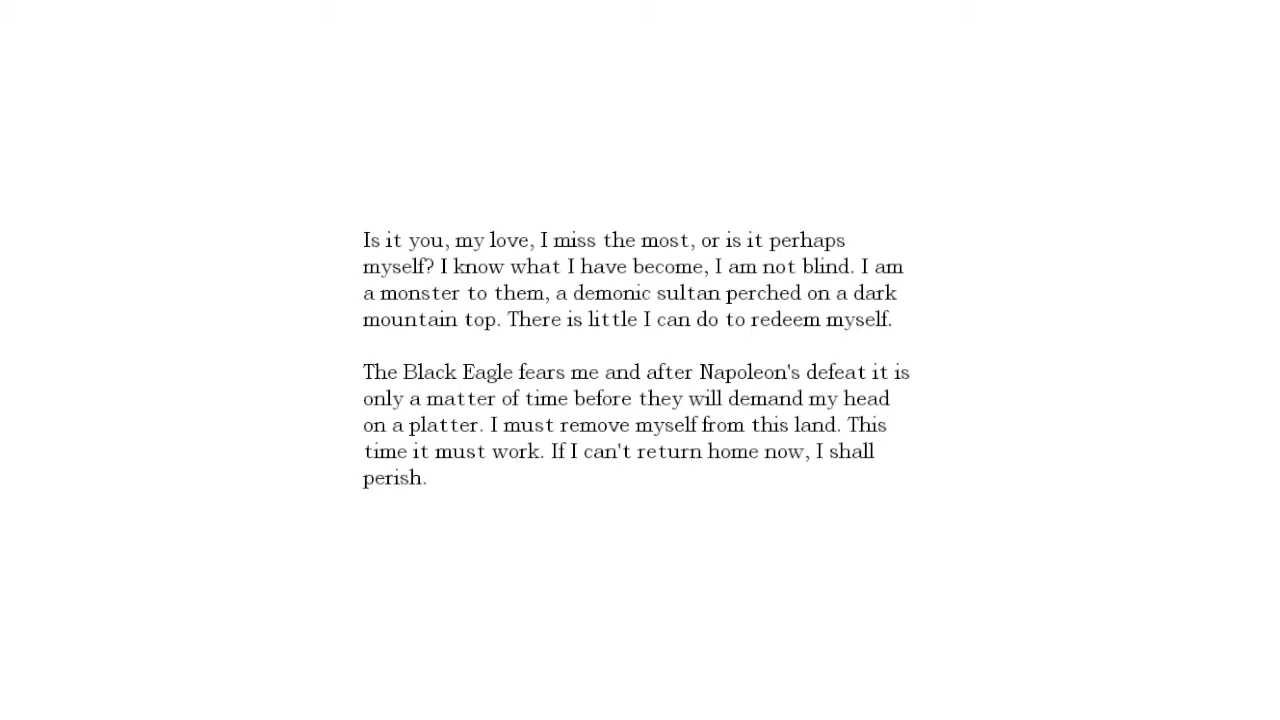 Is it you, my love, I miss the most, or is it perhaps
myself? I know what I have become, I am not blind. I am
a monster to them, a demonic sultan perched on a dark
mountain top. There is little I can do to redeem myself.
The Black Eagle fears me and after Napoleon's defeat it is
only a matter of time before they will demand my head
on a platter. I must remove myself from this land. This
time it must work. If I can't return home now, I shall
perish.